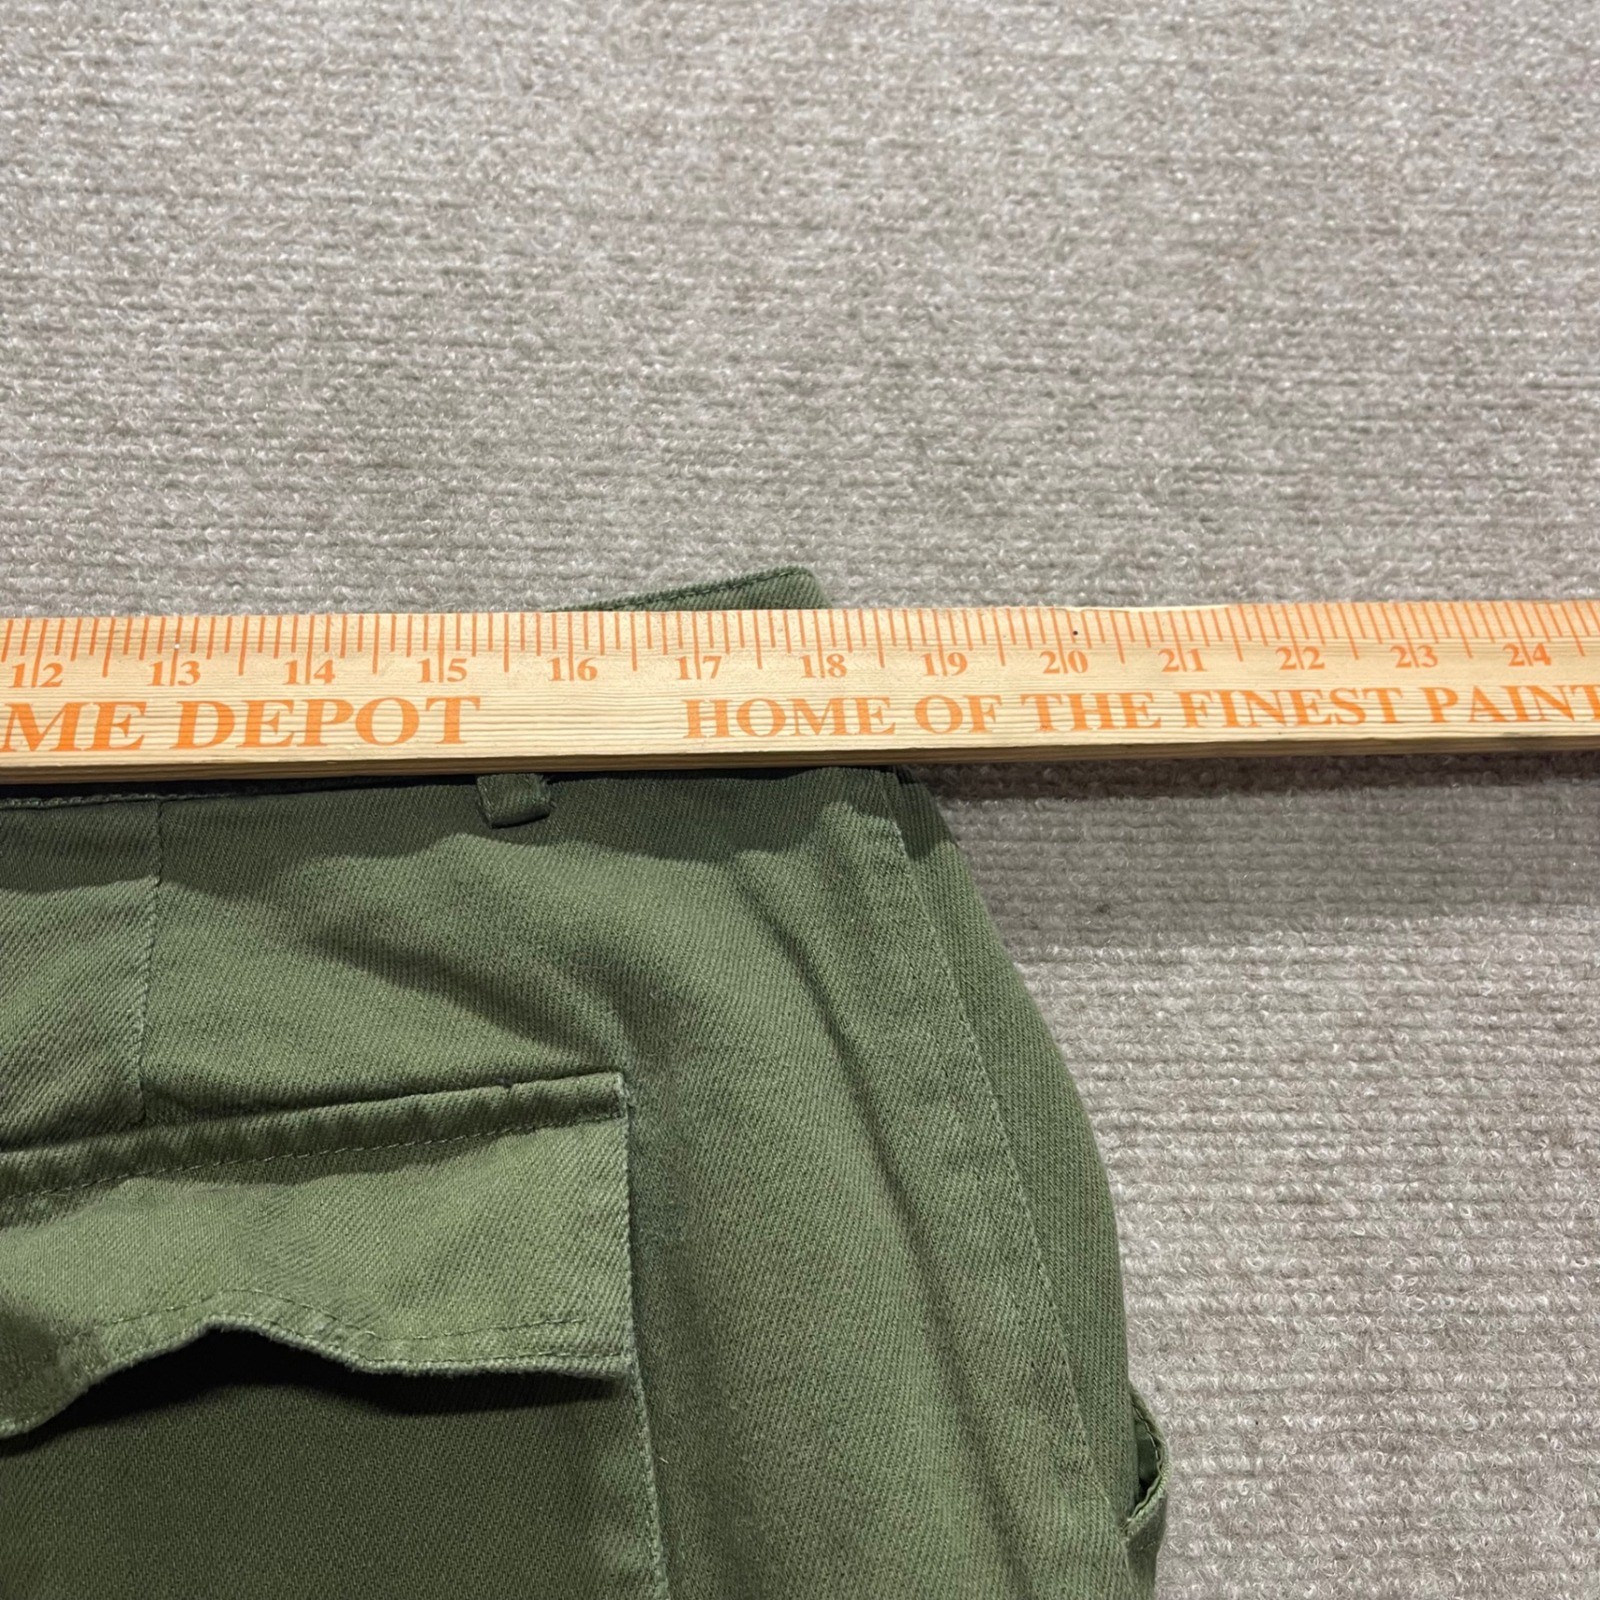 12 13 14 15 16 17 18 19 20 21 22 23 24
ME DEPOT HOME OF THE FINEST PAINT